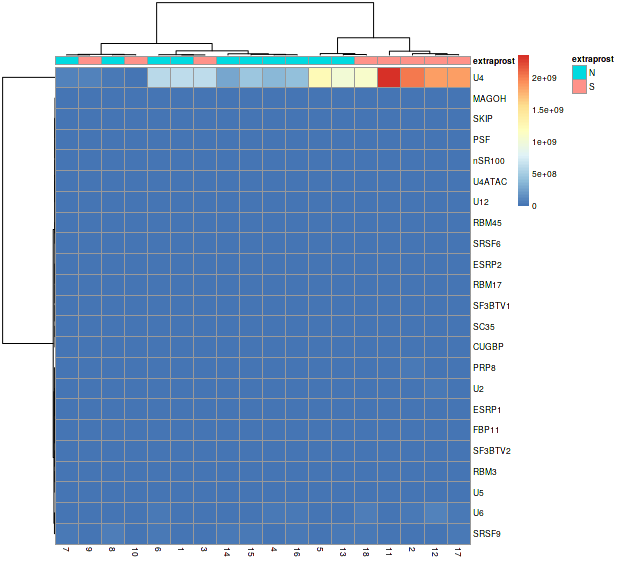 extraprost
U4
MAGOH
SKIP
PSF
nSR100
U4ATAC
U12
RBM45
SRSF6
ESRP2
RBM17
SF3BTV1
SC35
CUGBP
PRP8
U2
ESRP1
FBP11
SF3BTV2
RBM3
U5
U6
SRSF9
7 9 8 10 6 1 3 14 15 4 16 5 13 18 11 2 12 17
2e+09
1.5e+09
1e+09
5e+08
0
extraprost
N
S